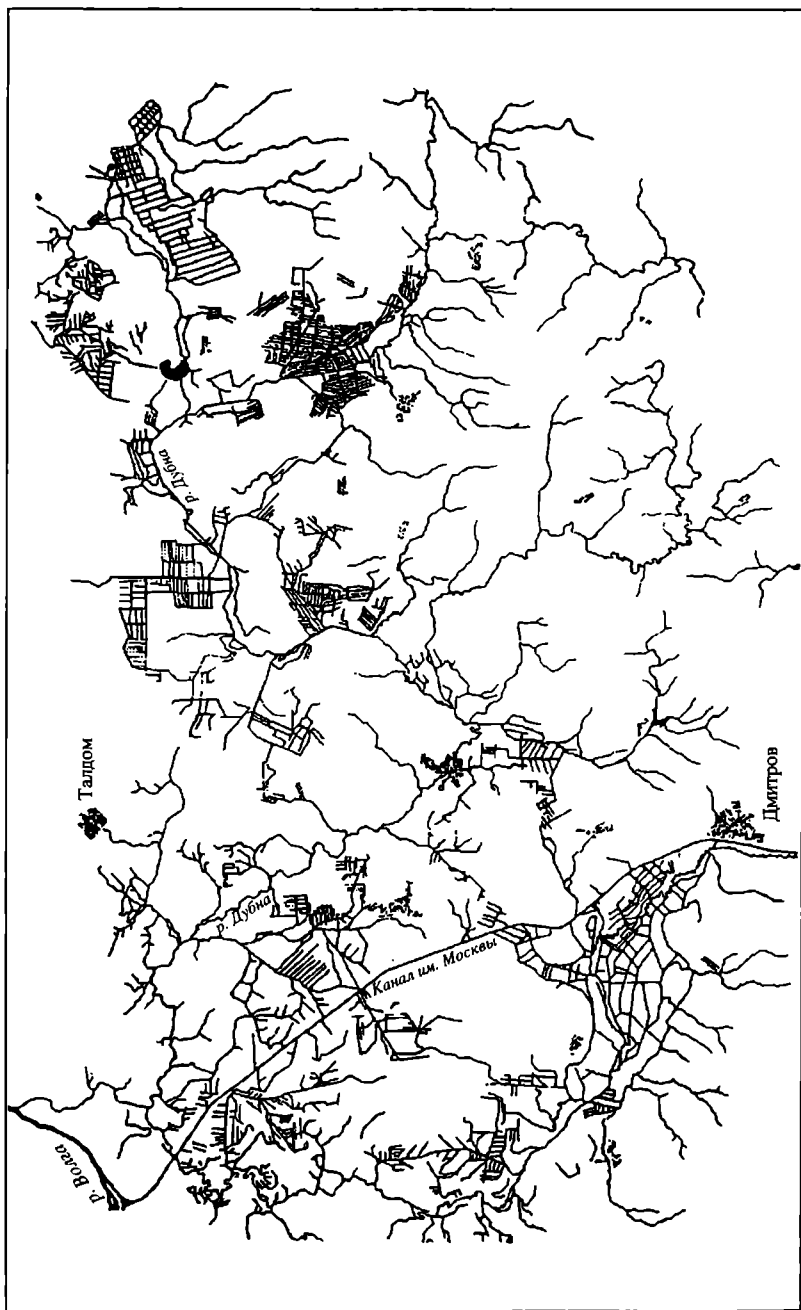 р. Волга
Талдом
р. Дубна
р. Дубна
Канал им. Москвы
Дмитров